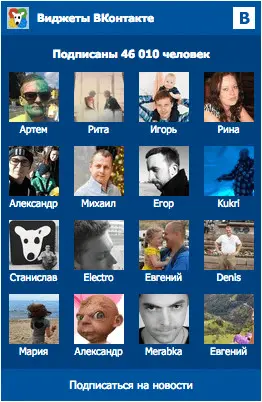 Виджеты ВКонтакте
B
Подписаны 46 010 человек
Артем Рита Игорь Рина
Александр Михаил Егор Kukri
Станислав Electro Евгений Denis
Мария Александр Merabka Евгений
Подписаться на новости